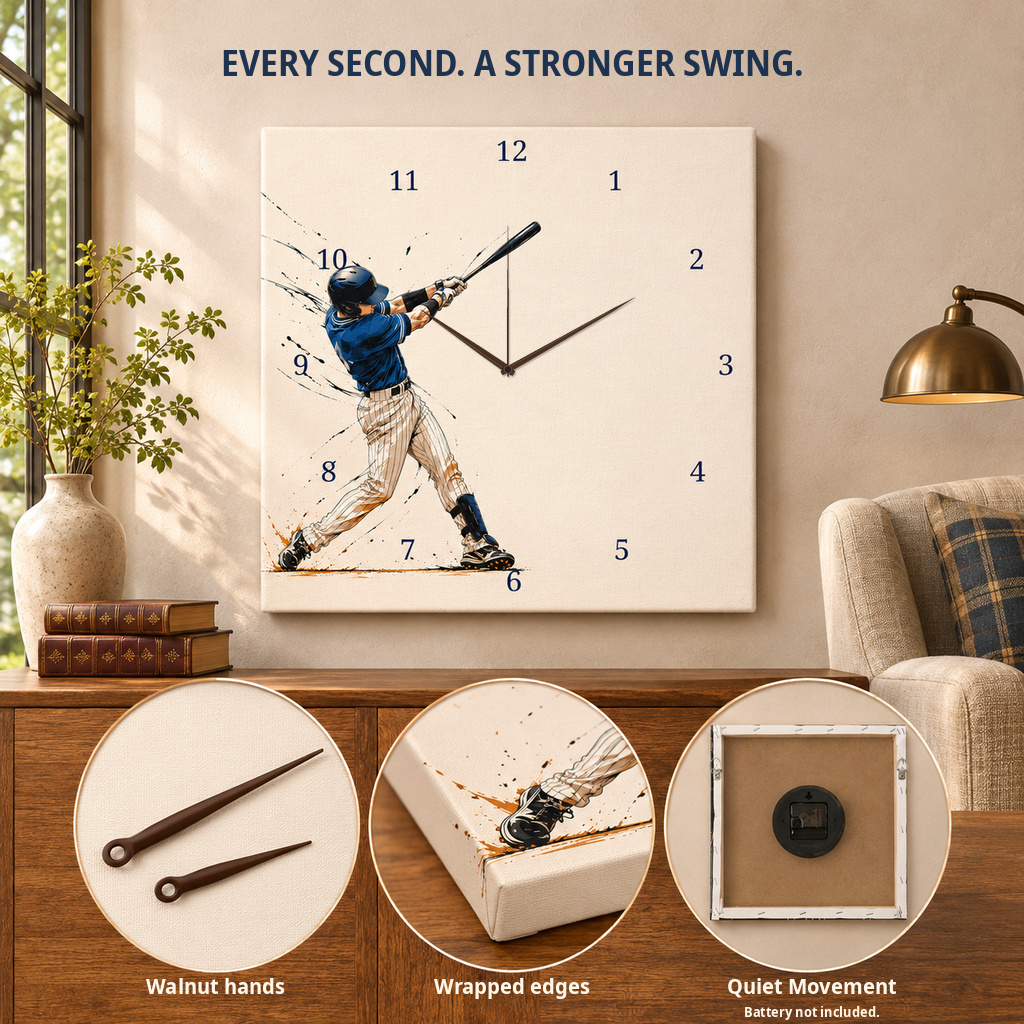 EVERY SECOND. A STRONGER SWING.
12
11
1
10
2
9
3
8
4
7
5
6
Walnut hands
Wrapped edges
Quiet Movement
Battery not included.